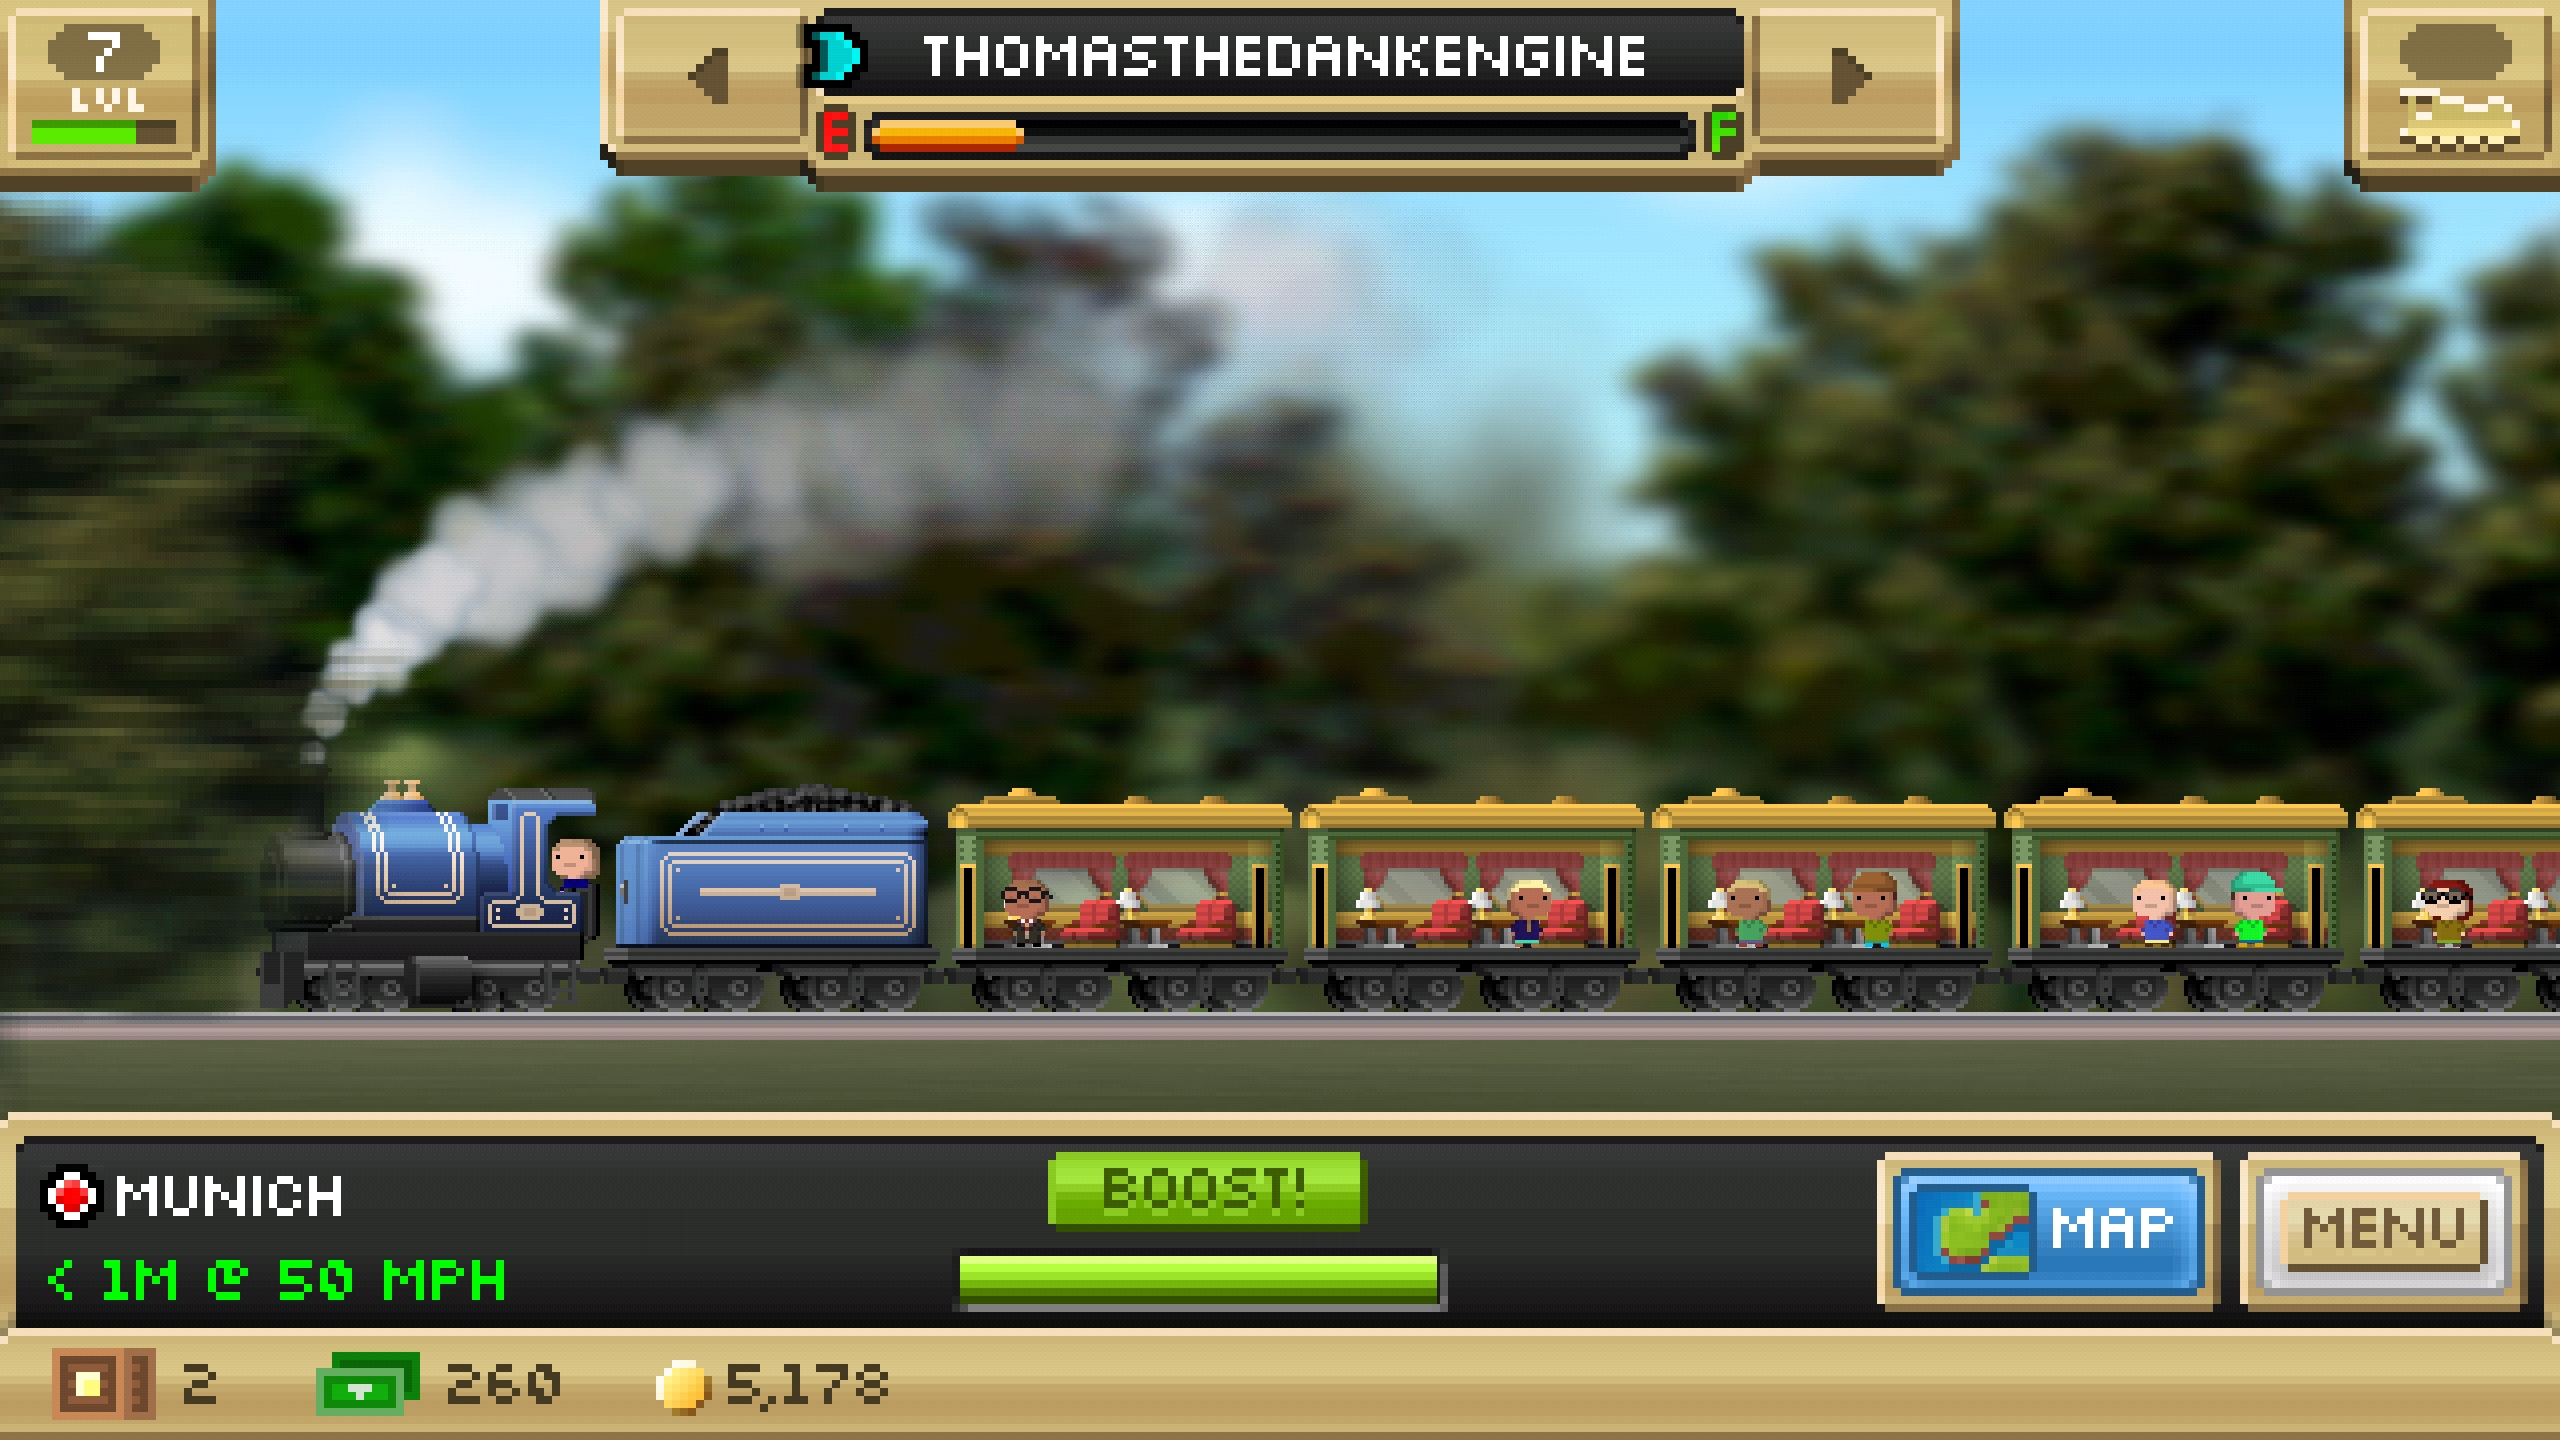 7
LVL
THOMASTHEDANKENGINE
E F
MUNICH
< 1M @ 50 MPH
BOOST!
MAP
MENU
2
260
5,178